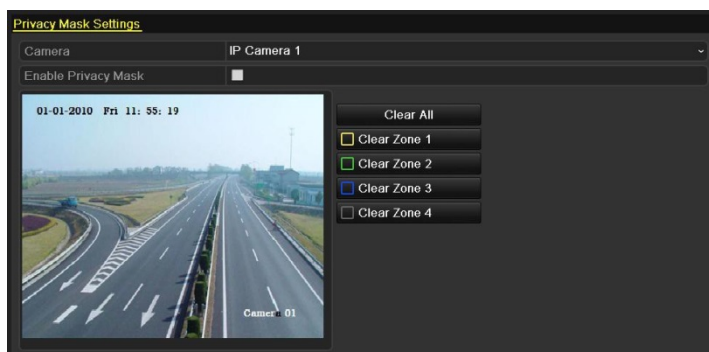 Privacy Mask Settings
Camera IP Camera 1
Enable Privacy Mask
01-01-2010 Fri 11: 55: 19
Clear All
Clear Zone 1
Clear Zone 2
Clear Zone 3
Clear Zone 4
Camera 01